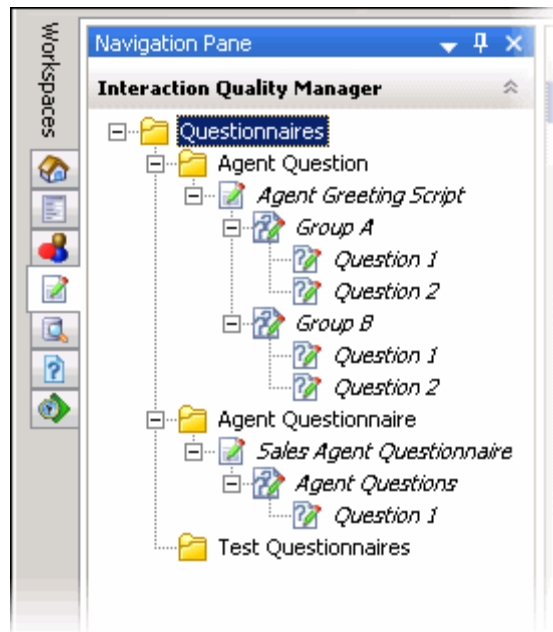 Workspaces
Navigation Pane
Interaction Quality Manager
Questionnaires
Agent Question
Agent Greeting Script
Group A
Question 1
Question 2
Group B
Question 1
Question 2
Agent Questionnaire
Sales Agent Questionnaire
Agent Questions
Question 1
Test Questionnaires